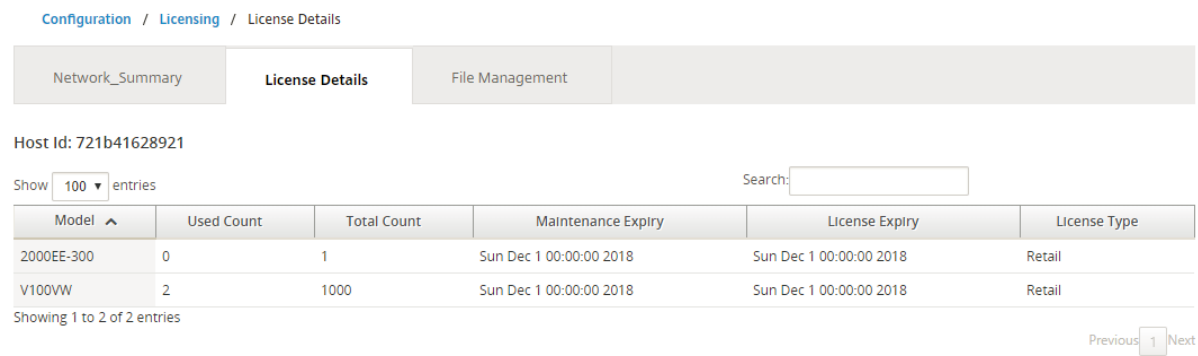 Configuration / Licensing / License Details
Network_Summary License Details File Management
Host Id: 721b41628921
Show 100 entries Search:
Model Used Count Total Count Maintenance Expiry License Expiry License Type
2000EE-300 0 1 Sun Dec 1 00:00:00 2018 Sun Dec 1 00:00:00 2018 Retail
V100VW 2 1000 Sun Dec 1 00:00:00 2018 Sun Dec 1 00:00:00 2018 Retail
Showing 1 to 2 of 2 entries
Previous 1 Next